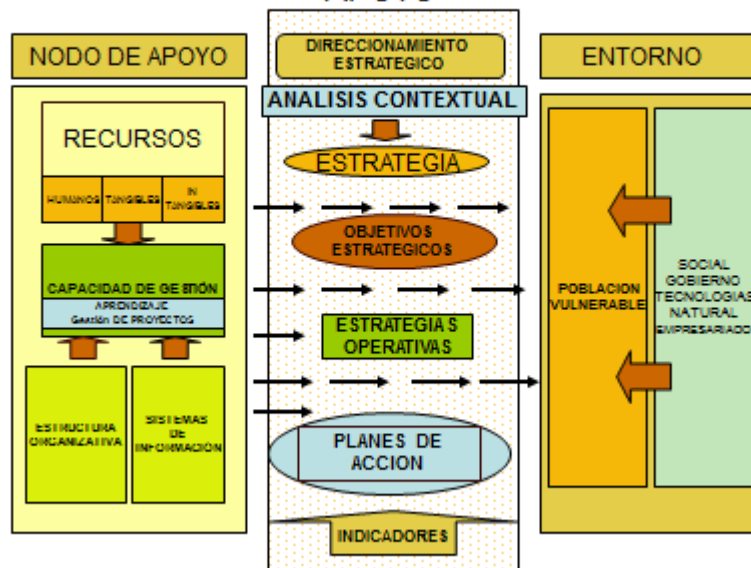 NODO DE APOYO
RECURSOS
HUMANOS
TANGIBLES
IN
TANGIBLES
CAPACIDAD DE GESTIÓN
APRENDIZAJE
Gestión DE PROYECTOS
ESTRUCTURA
ORGANIZATIVA
SISTEMAS
DE
INFORMACIÓN
DIRECCIONAMIENTO
ESTRATEGICO
ANALISIS CONTEXTUAL
ESTRATEGIA
OBJETIVOS
ESTRATEGICOS
ESTRATEGIAS
OPERATIVAS
PLANES DE
ACCION
INDICADORES
ENTORNO
POBLACION
VULNERABLE
SOCIAL
GOBIERNO
TECNOLOGIAS
NATURAL
EMPRESARIADO